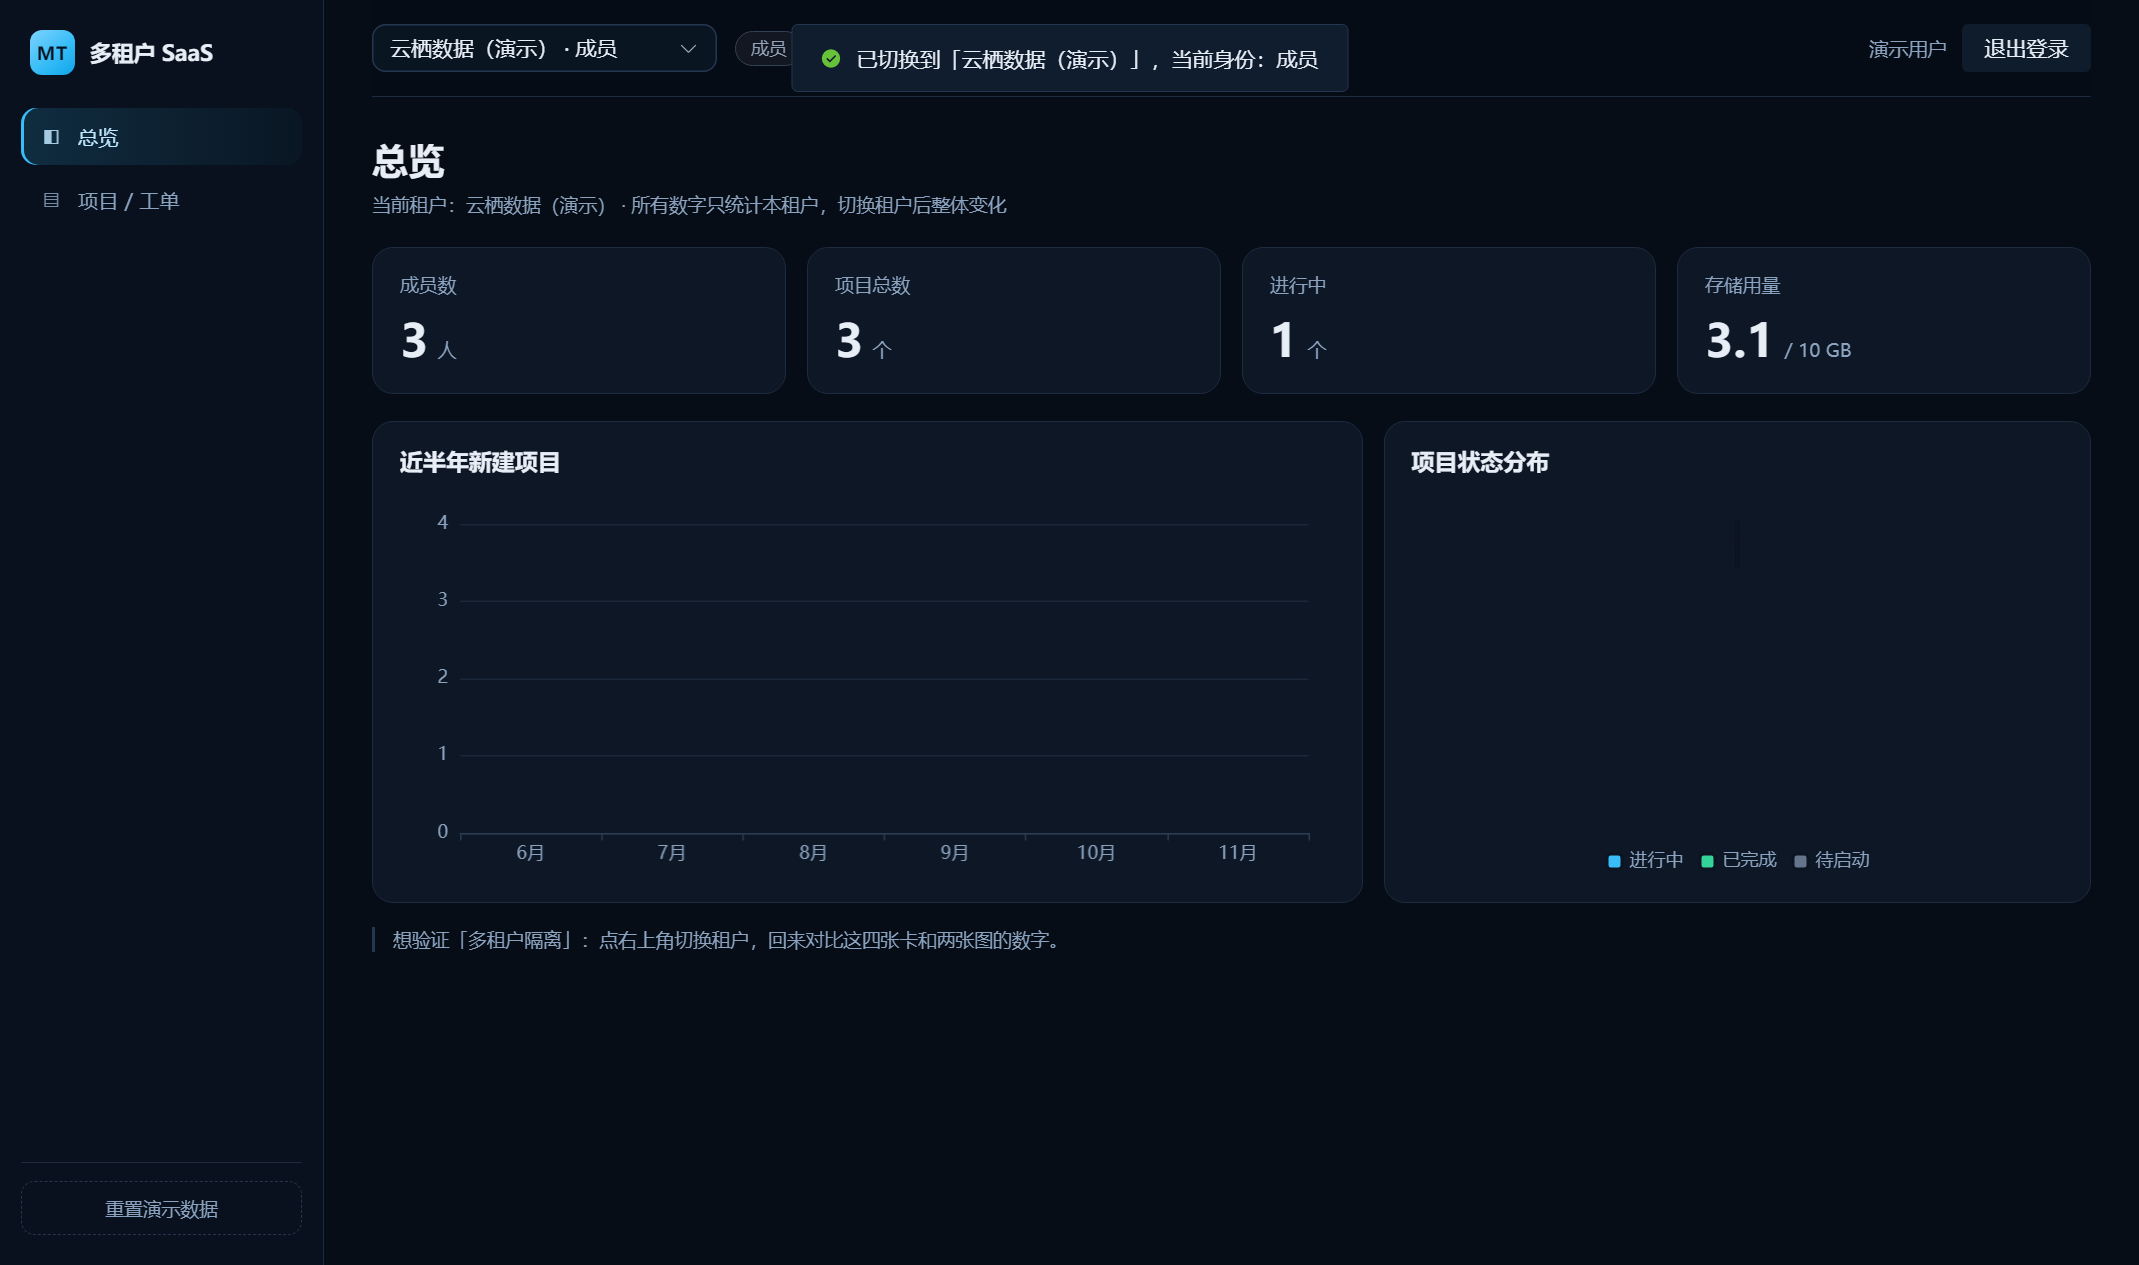 MT 多租户 SaaS
总览
项目 / 工单
重置演示数据
云栖数据（演示） · 成员
成员
已切换到「云栖数据（演示）」，当前身份：成员
演示用户
退出登录
总览
当前租户：云栖数据（演示） · 所有数字只统计本租户，切换租户后整体变化
成员数
3 人
项目总数
3 个
进行中
1 个
存储用量
3.1 / 10 GB
近半年新建项目
4
3
2
1
0
6月 7月 8月 9月 10月 11月
项目状态分布
进行中 已完成 待启动
想验证「多租户隔离」：点右上角切换租户，回来对比这四张卡和两张图的数字。